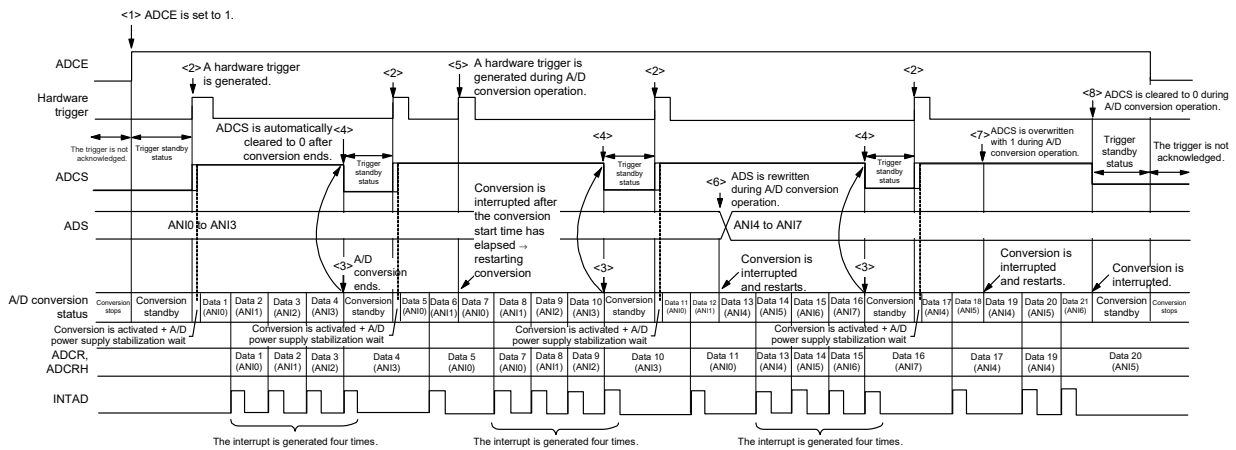 <1> ADCE is set to 1.
ADCE
<2> A hardware trigger
is generated.
<2>
<5> A hardware trigger is
generated during A/D
conversion operation.
<2>
<2>
<8> ADCS is cleared to 0 during
A/D conversion operation.
Hardware
trigger
The trigger is not
acknowledged.
Trigger standby
status
ADCS is automatically
cleared to 0 after
conversion ends.
<4>
Trigger
standby
status
<4>
Trigger
standby
status
<4>
Trigger
standby
status
<7> ADCS is overwritten
with 1 during A/D
conversion operation.
Trigger
standby
status
The trigger is not
acknowledged.
ADCS
Conversion is
interrupted after
the conversion
start time has
elapsed →
restarting
conversion
<6> ADS is rewritten
during A/D conversion
operation.
ADS
ANI0 to ANI3
ANI4 to ANI7
<3> A/D
conversion
ends.
<3>
Conversion is
interrupted
and restarts.
<3>
Conversion is
interrupted
and restarts.
Conversion is
interrupted.
A/D conversion
status
Conversion
stops
Conversion
standby
Data 1
(ANI0)
Data 2
(ANI1)
Data 3
(ANI2)
Data 4
(ANI3)
Conversion
standby
Data 5
(ANI0)
Data 6
(ANI1)
Data 7
(ANI0)
Data 8
(ANI1)
Data 9
(ANI2)
Data 10
(ANI3)
Conversion
standby
Data 11
(ANI0)
Data 12
(ANI1)
Data 13
(ANI4)
Data 14
(ANI5)
Data 15
(ANI6)
Data 16
(ANI7)
Conversion
standby
Data 17
(ANI4)
Data 18
(ANI5)
Data 19
(ANI4)
Data 20
(ANI5)
Data 21
(ANI6)
Conversion
standby
Conversion
stops
Conversion is activated + A/D
power supply stabilization wait
Conversion is activated + A/D
power supply stabilization wait
Conversion is activated + A/D
power supply stabilization wait
Conversion is activated + A/D
power supply stabilization wait
ADCR,
ADCRH
Data 1
(ANI0)
Data 2
(ANI1)
Data 3
(ANI2)
Data 4
(ANI3)
Data 5
(ANI0)
Data 7
(ANI0)
Data 8
(ANI1)
Data 9
(ANI2)
Data 10
(ANI3)
Data 11
(ANI0)
Data 13
(ANI4)
Data 14
(ANI5)
Data 15
(ANI6)
Data 16
(ANI7)
Data 17
(ANI4)
Data 19
(ANI4)
Data 20
(ANI5)
INTAD
The interrupt is generated four times.
The interrupt is generated four times.
The interrupt is generated four times.